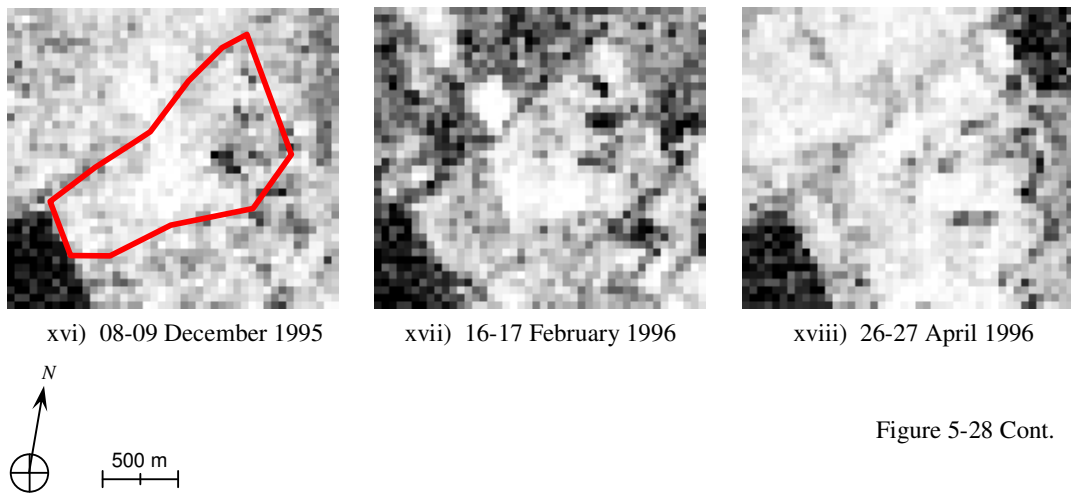 xvi) 08-09 December 1995
xvii) 16-17 February 1996
xviii) 26-27 April 1996
N
500 m
Figure 5-28 Cont.